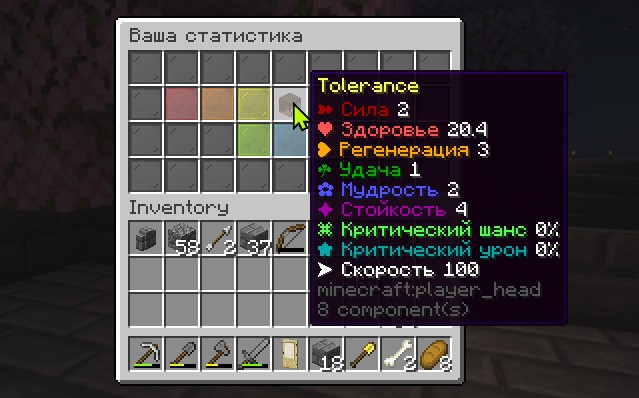 Ваша статистика
Tolerance
Сила 2
Здоровье 20.4
Регенерация 3
Удача 1
Мудрость 2
Стойкость 4
Критический шанс 0%
Критический урон 0%
Скорость 100
minecraft:player_head
8 component(s)
Inventory
58 2 37
18 2 8